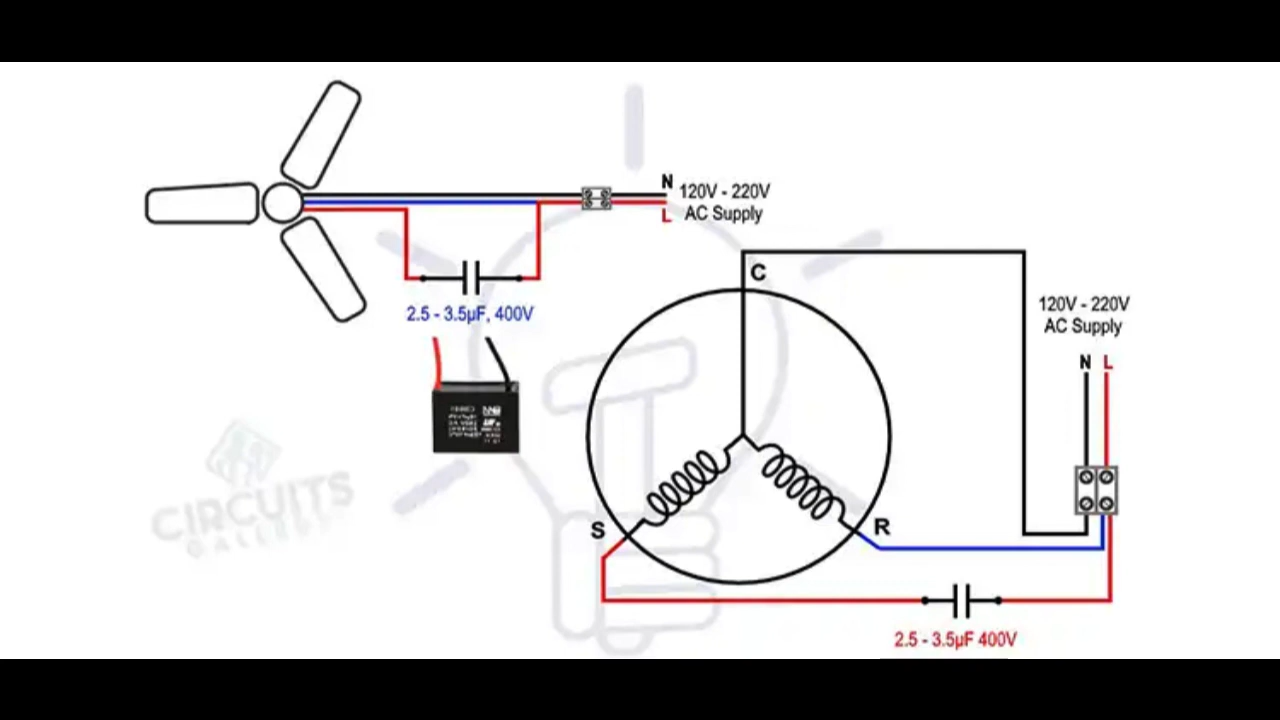 N
120V - 220V
L
AC Supply
2.5 - 3.5µF, 400V
C
120V - 220V
AC Supply
N L
S
R
2.5 - 3.5µF 400V
CIRCUITS
GALLERY